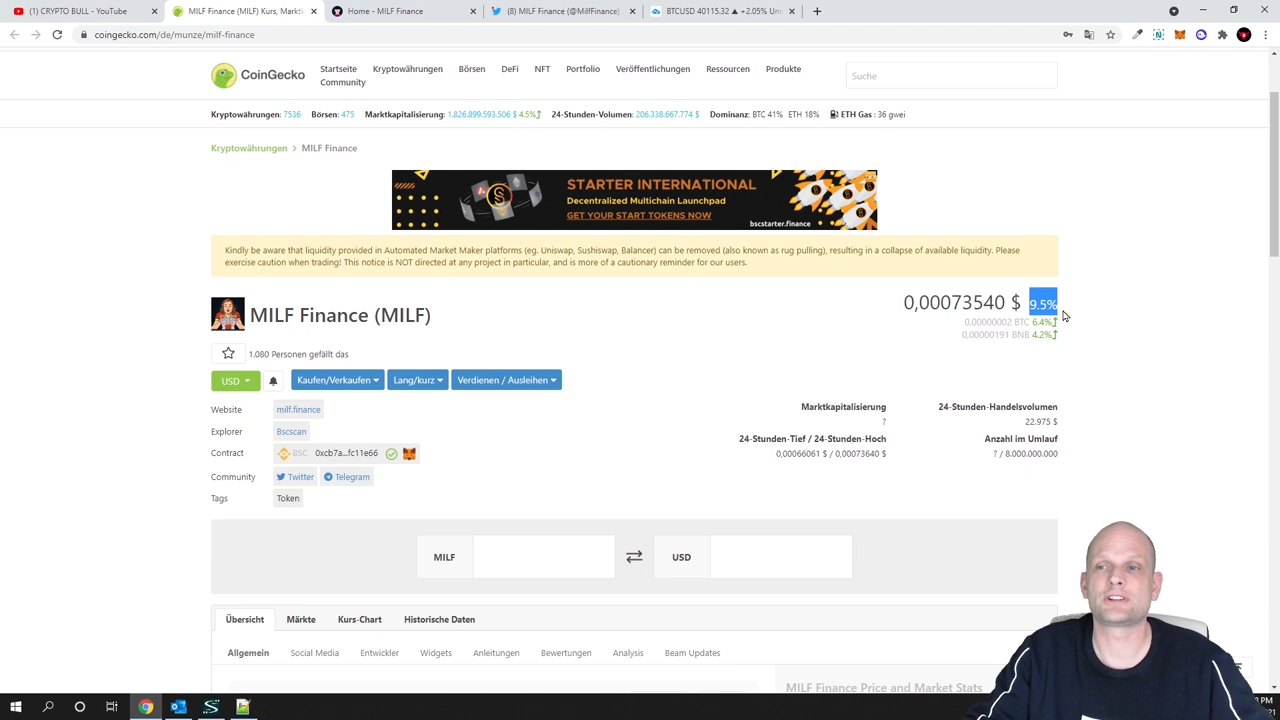 (1) CRYPTO BULL - YouTube
MILF Finance (MILF) Kurs, Markt
Home - MILF Finance
(8) MILF Finance (@MilfFinance)
BTCUSD 40115.32 ▲ +2.05% Un
coingecko.com/de/munze/milf-finance
CoinGecko
Startseite Kryptowährungen Börsen DeFi NFT Portfolio Veröffentlichungen Ressourcen Produkte
Community
Suche
Kryptowährungen: 7536 Börsen: 475 Marktkapitalisierung: 1.826.899.593.506 $ 4.5% 24-Stunden-Volumen: 206.338.667.774 $ Dominanz: BTC 41% ETH 18% ETH Gas : 36 gwei
Kryptowährungen > MILF Finance
STARTER INTERNATIONAL
Decentralized Multichain Launchpad
GET YOUR START TOKENS NOW
bscstarter.finance
Kindly be aware that liquidity provided in Automated Market Maker platforms (eg. Uniswap, Sushiswap, Balancer) can be removed (also known as rug pulling), resulting in a collapse of available liquidity. Please
exercise caution when trading! This notice is NOT directed at any project in particular, and is more of a cautionary reminder for our users.
MILF Finance (MILF)
0,00073540 $ 9.5%
0,00000002 BTC 6.4%
0,00000191 BNB 4.2%
1.080 Personen gefällt das
USD
Kaufen/Verkaufen
Lang/kurz
Verdienen / Ausleihen
Website milf.finance
Explorer Bscscan
Contract BSC 0xcb7a...fc11e66
Community Twitter Telegram
Tags Token
Marktkapitalisierung
?
24-Stunden-Handelsvolumen
22.975 $
24-Stunden-Tief / 24-Stunden-Hoch
0,00066061 $ / 0,00073640 $
Anzahl im Umlauf
? / 8.000.000.000
MILF
USD
Übersicht Märkte Kurs-Chart Historische Daten
Allgemein Social Media Entwickler Widgets Anleitungen Bewertungen Analysis Beam Updates
MILF Finance Price and Market Stats